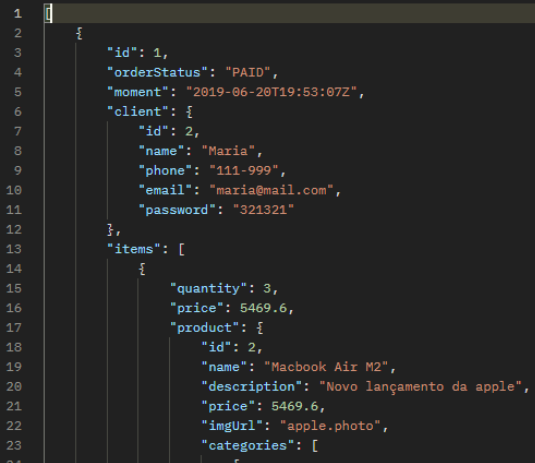 1 [
2 {
3 "id": 1,
4 "orderStatus": "PAID",
5 "moment": "2019-06-20T19:53:07Z",
6 "client": {
7 "id": 2,
8 "name": "Maria",
9 "phone": "111-999",
10 "email": "maria@mail.com",
11 "password": "321321"
12 },
13 "items": [
14 {
15 "quantity": 3,
16 "price": 5469.6,
17 "product": {
18 "id": 2,
19 "name": "Macbook Air M2",
20 "description": "Novo lançamento da apple",
21 "price": 5469.6,
22 "imgUrl": "apple.photo",
23 "categories": [